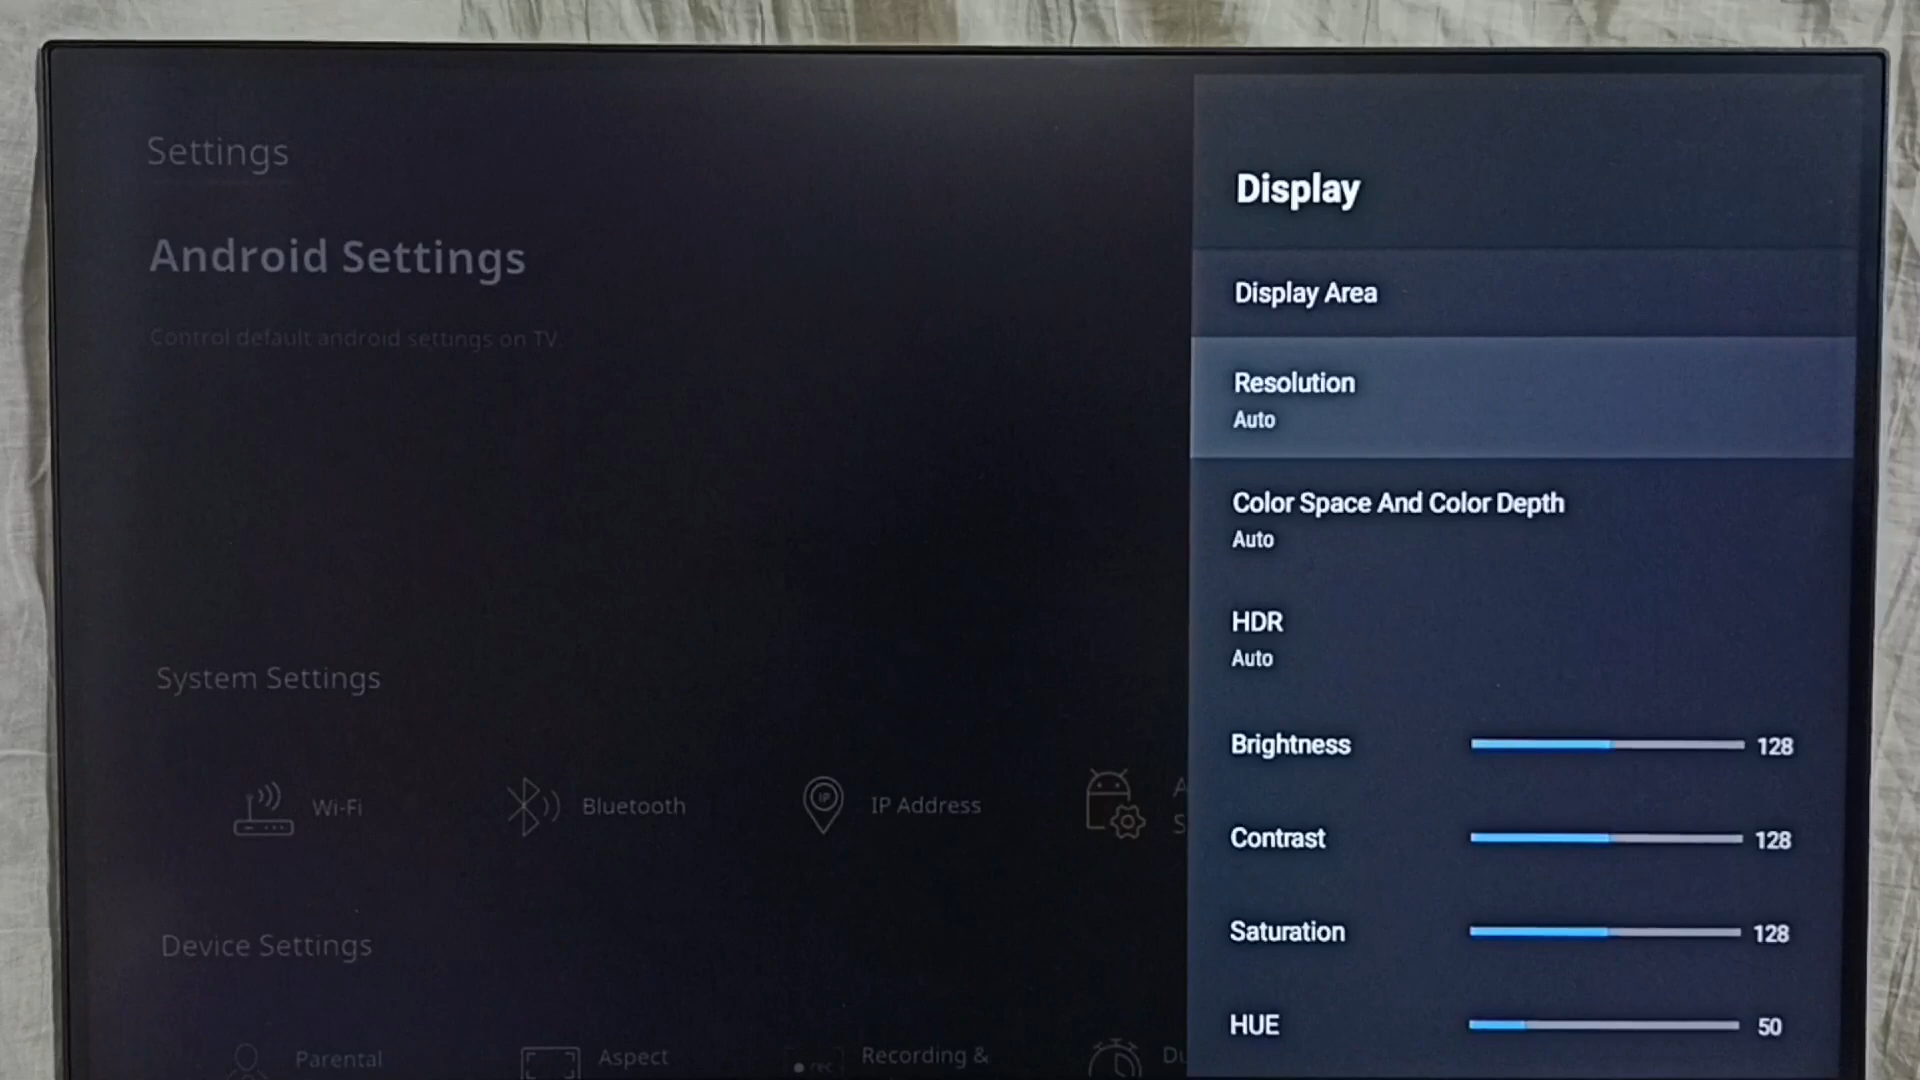 Settings
Android Settings
Control default android settings on TV.
System Settings
Wi-Fi
Bluetooth
IP
IP Address
Device Settings
Parental
Aspect
rec
Recording &
Display
Display Area
Resolution
Auto
Color Space And Color Depth
Auto
HDR
Auto
Brightness 128
Contrast 128
Saturation 128
HUE 50